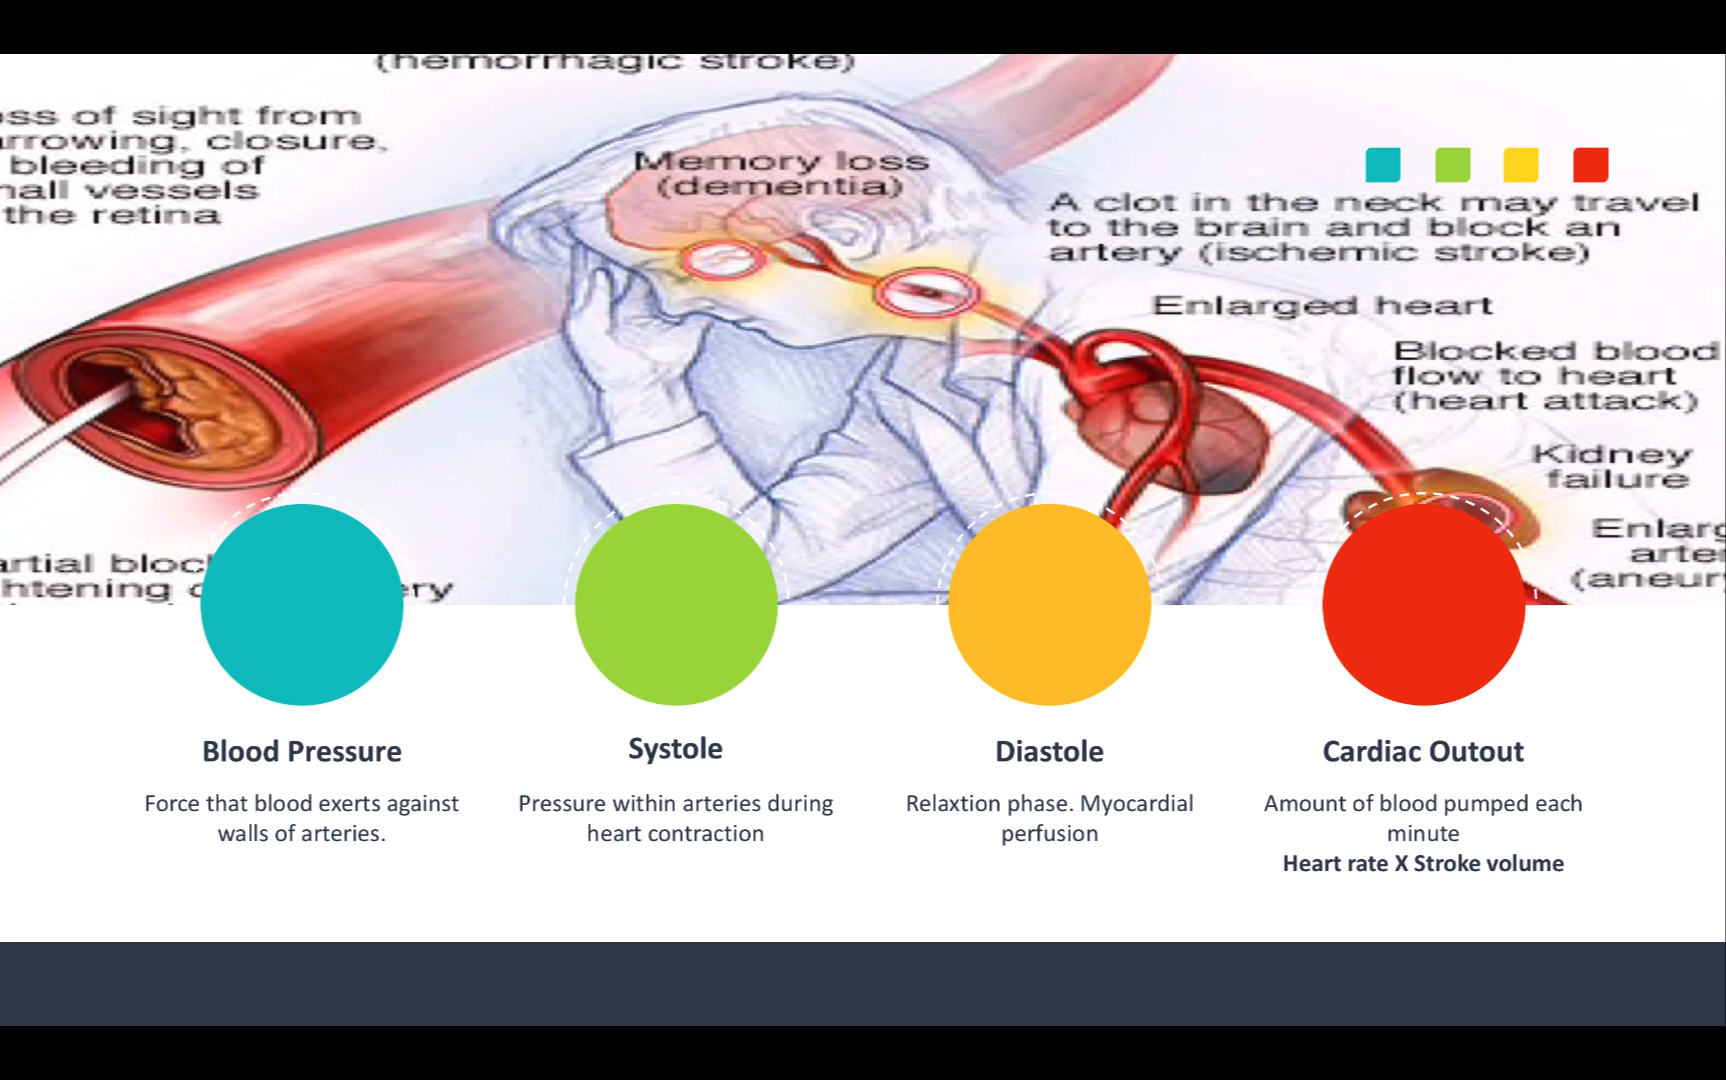 (hemorrhagic stroke)
oss of sight from
arrowing, closure,
bleeding of
mall vessels
the retina
Memory loss
(dementia)
A clot in the neck may travel
to the brain and block an
artery (ischemic stroke)
Enlarged heart
Blocked blood
flow to heart
(heart attack)
Kidney
failure
Enlarg
arte
(aneur
artial bloc
htening ery
Blood Pressure
Force that blood exerts against
walls of arteries.
Systole
Pressure within arteries during
heart contraction
Diastole
Relaxtion phase. Myocardial
perfusion
Cardiac Outout
Amount of blood pumped each
minute
Heart rate X Stroke volume